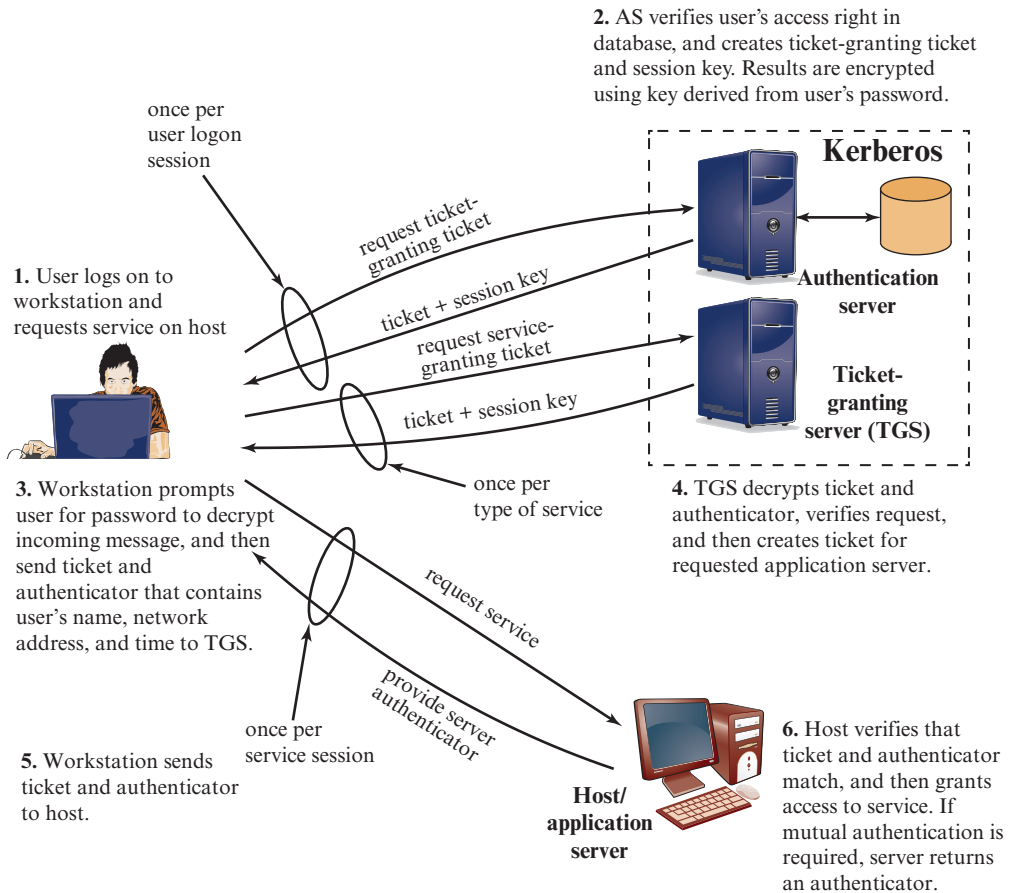 2. AS verifies user's access right in
database, and creates ticket-granting ticket
and session key. Results are encrypted
using key derived from user's password.
once per
user logon
session
Kerberos
request ticket-
granting ticket
1. User logs on to
workstation and
requests service on host
ticket + session key
Authentication
server
request service-
granting ticket
ticket + session key
Ticket-
granting
server (TGS)
once per
type of service
3. Workstation prompts
user for password to decrypt
incoming message, and then
send ticket and
authenticator that contains
user's name, network
address, and time to TGS.
4. TGS decrypts ticket and
authenticator, verifies request,
and then creates ticket for
requested application server.
request service
provide server
authenticator
once per
service session
5. Workstation sends
ticket and authenticator
to host.
Host/
application
server
6. Host verifies that
ticket and authenticator
match, and then grants
access to service. If
mutual authentication is
required, server returns
an authenticator.